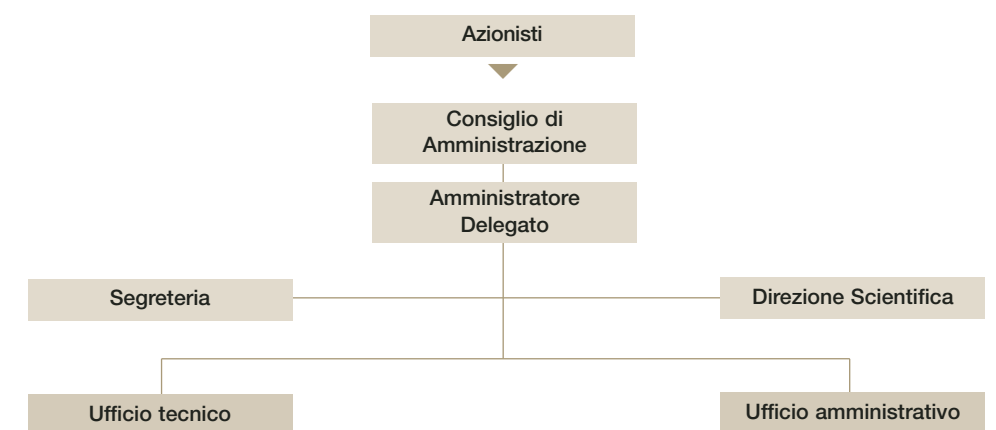 Azionisti
Consiglio di
Amministrazione
Amministratore
Delegato
Segreteria
Direzione Scientifica
Ufficio tecnico
Ufficio amministrativo